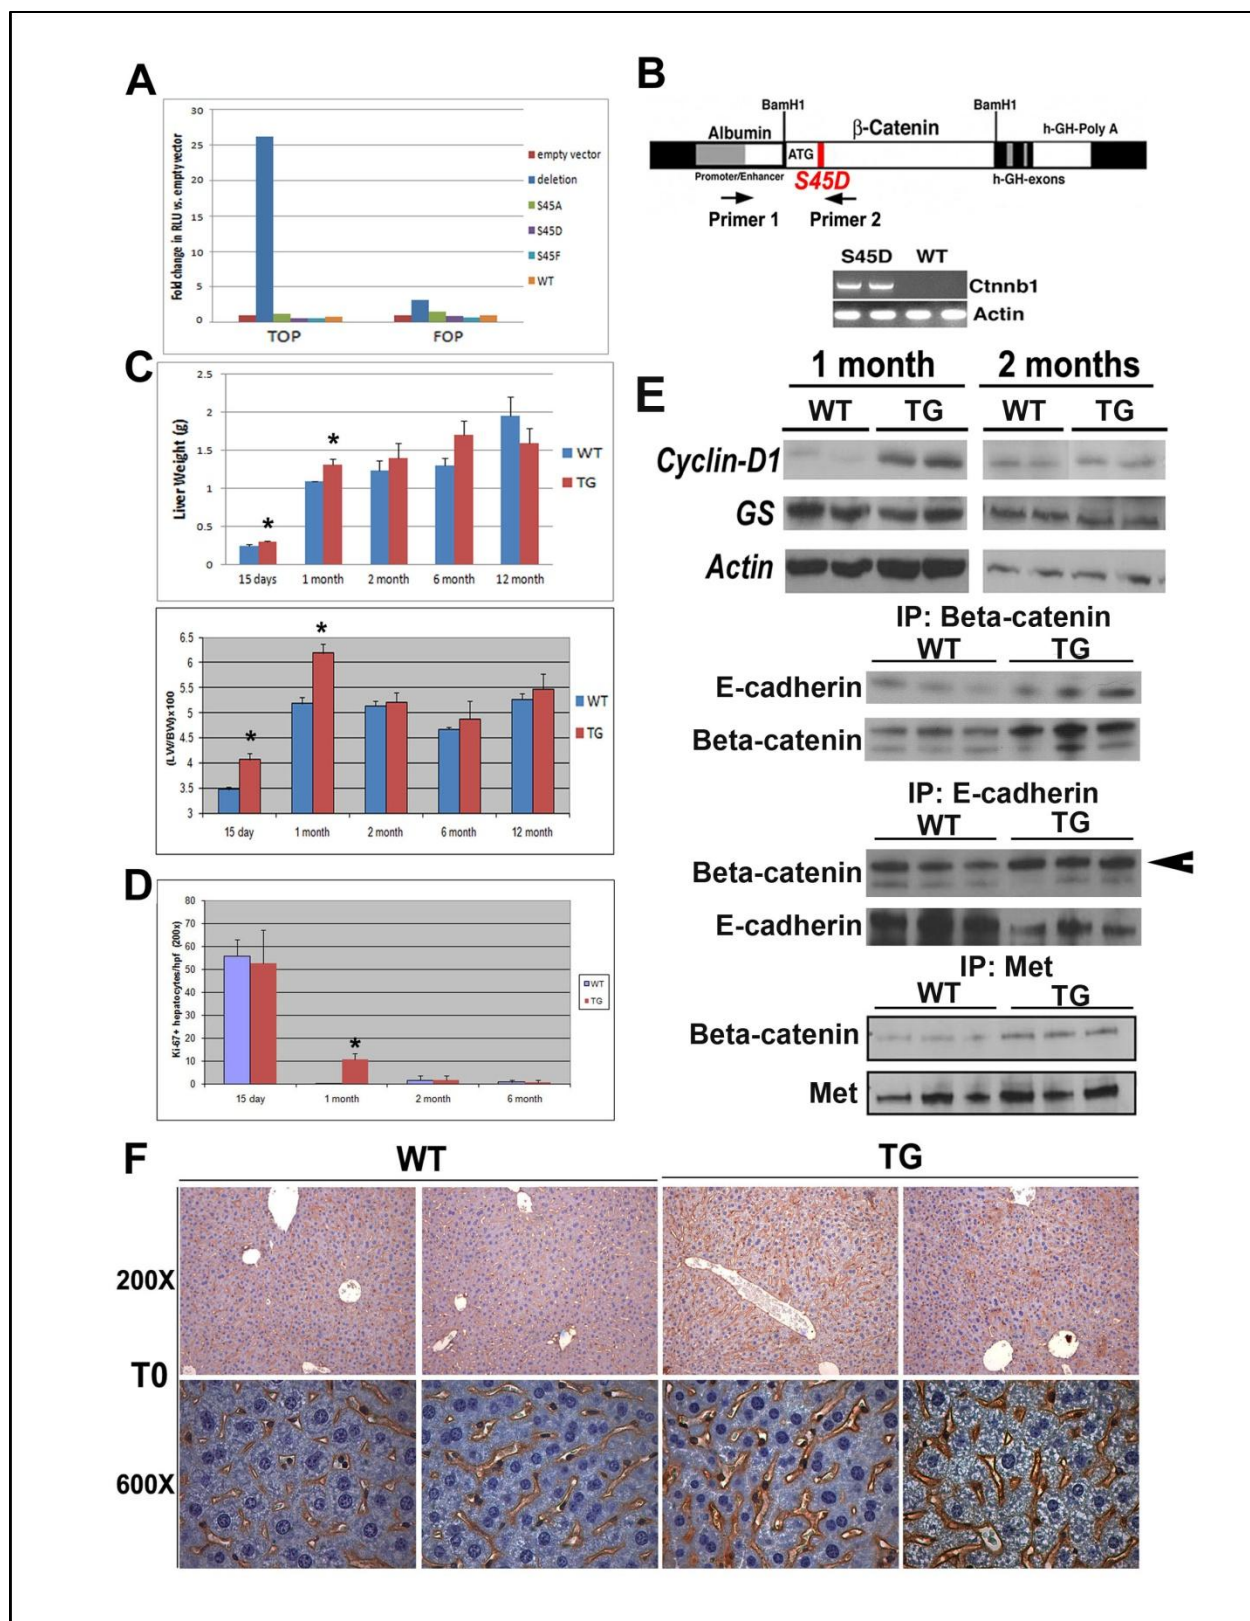 A
30
25
20
15
10
5
0
Fold change in RLU vs. empty vector
TOP
FOP
empty vector
deletion
S45A
S45D
S45F
WT
B
BamH1
BamH1
Albumin
β-Catenin
h-GH-Poly A
ATG
Promoter/Enhancer
S45D
h-GH-exons
Primer 1
Primer 2
S45D WT
Ctnnb1
Actin
C
2.5
2
1.5
1
0.5
0
Liver Weight (g)
*
*
WT
TG
15 days
1 month
2 month
6 month
12 month
6.5
6
5.5
5
4.5
4
3.5
3
(LW/BW)x100
*
*
WT
TG
15 day
1 month
2 month
6 month
12 month
D
80
70
60
50
40
30
20
10
0
Ki-67+ hepatocytes/hpf (200x)
*
WT
TG
15 day
1 month
2 month
6 month
E
1 month
2 months
WT TG WT TG
Cyclin-D1
GS
Actin
IP: Beta-catenin
WT TG
E-cadherin
Beta-catenin
IP: E-cadherin
WT TG
Beta-catenin
E-cadherin
IP: Met
WT TG
Beta-catenin
Met
F
WT
TG
200X
T0
600X